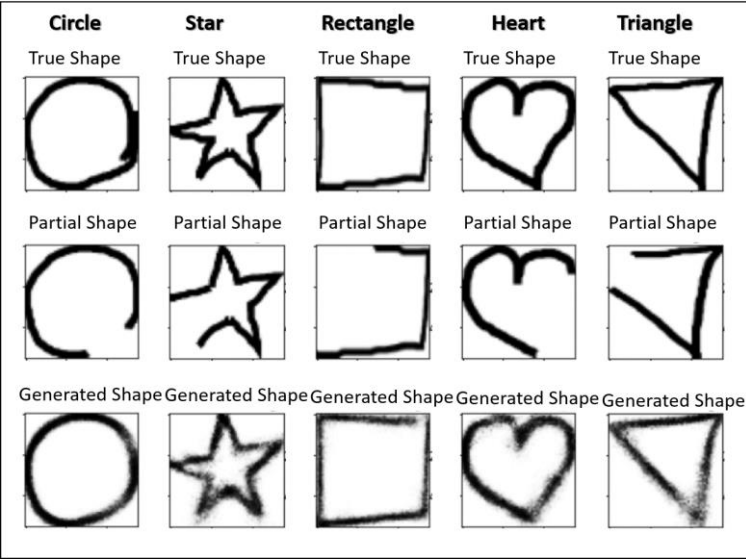 Circle Star Rectangle Heart Triangle
True Shape True Shape True Shape True Shape True Shape
Partial Shape Partial Shape Partial Shape Partial Shape Partial Shape
Generated Shape Generated Shape Generated Shape Generated Shape Generated Shape